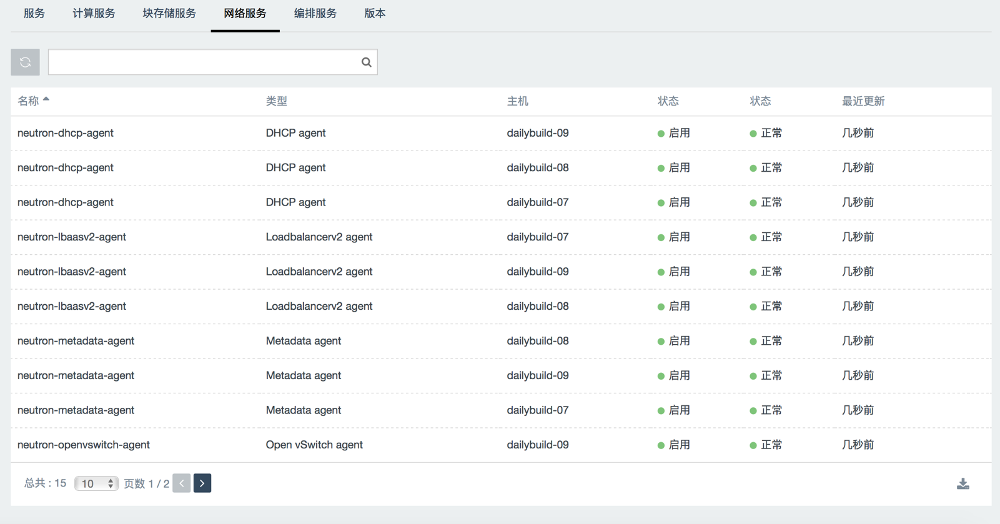 服务 计算服务 块存储服务 网络服务 编排服务 版本
名称 类型 主机 状态 状态 最近更新
neutron-dhcp-agent DHCP agent dailybuild-09 启用 正常 几秒前
neutron-dhcp-agent DHCP agent dailybuild-08 启用 正常 几秒前
neutron-dhcp-agent DHCP agent dailybuild-07 启用 正常 几秒前
neutron-lbaasv2-agent Loadbalancerv2 agent dailybuild-07 启用 正常 几秒前
neutron-lbaasv2-agent Loadbalancerv2 agent dailybuild-09 启用 正常 几秒前
neutron-lbaasv2-agent Loadbalancerv2 agent dailybuild-08 启用 正常 几秒前
neutron-metadata-agent Metadata agent dailybuild-08 启用 正常 几秒前
neutron-metadata-agent Metadata agent dailybuild-09 启用 正常 几秒前
neutron-metadata-agent Metadata agent dailybuild-07 启用 正常 几秒前
neutron-openvswitch-agent Open vSwitch agent dailybuild-09 启用 正常 几秒前
总共 : 15 10 页数 1 / 2